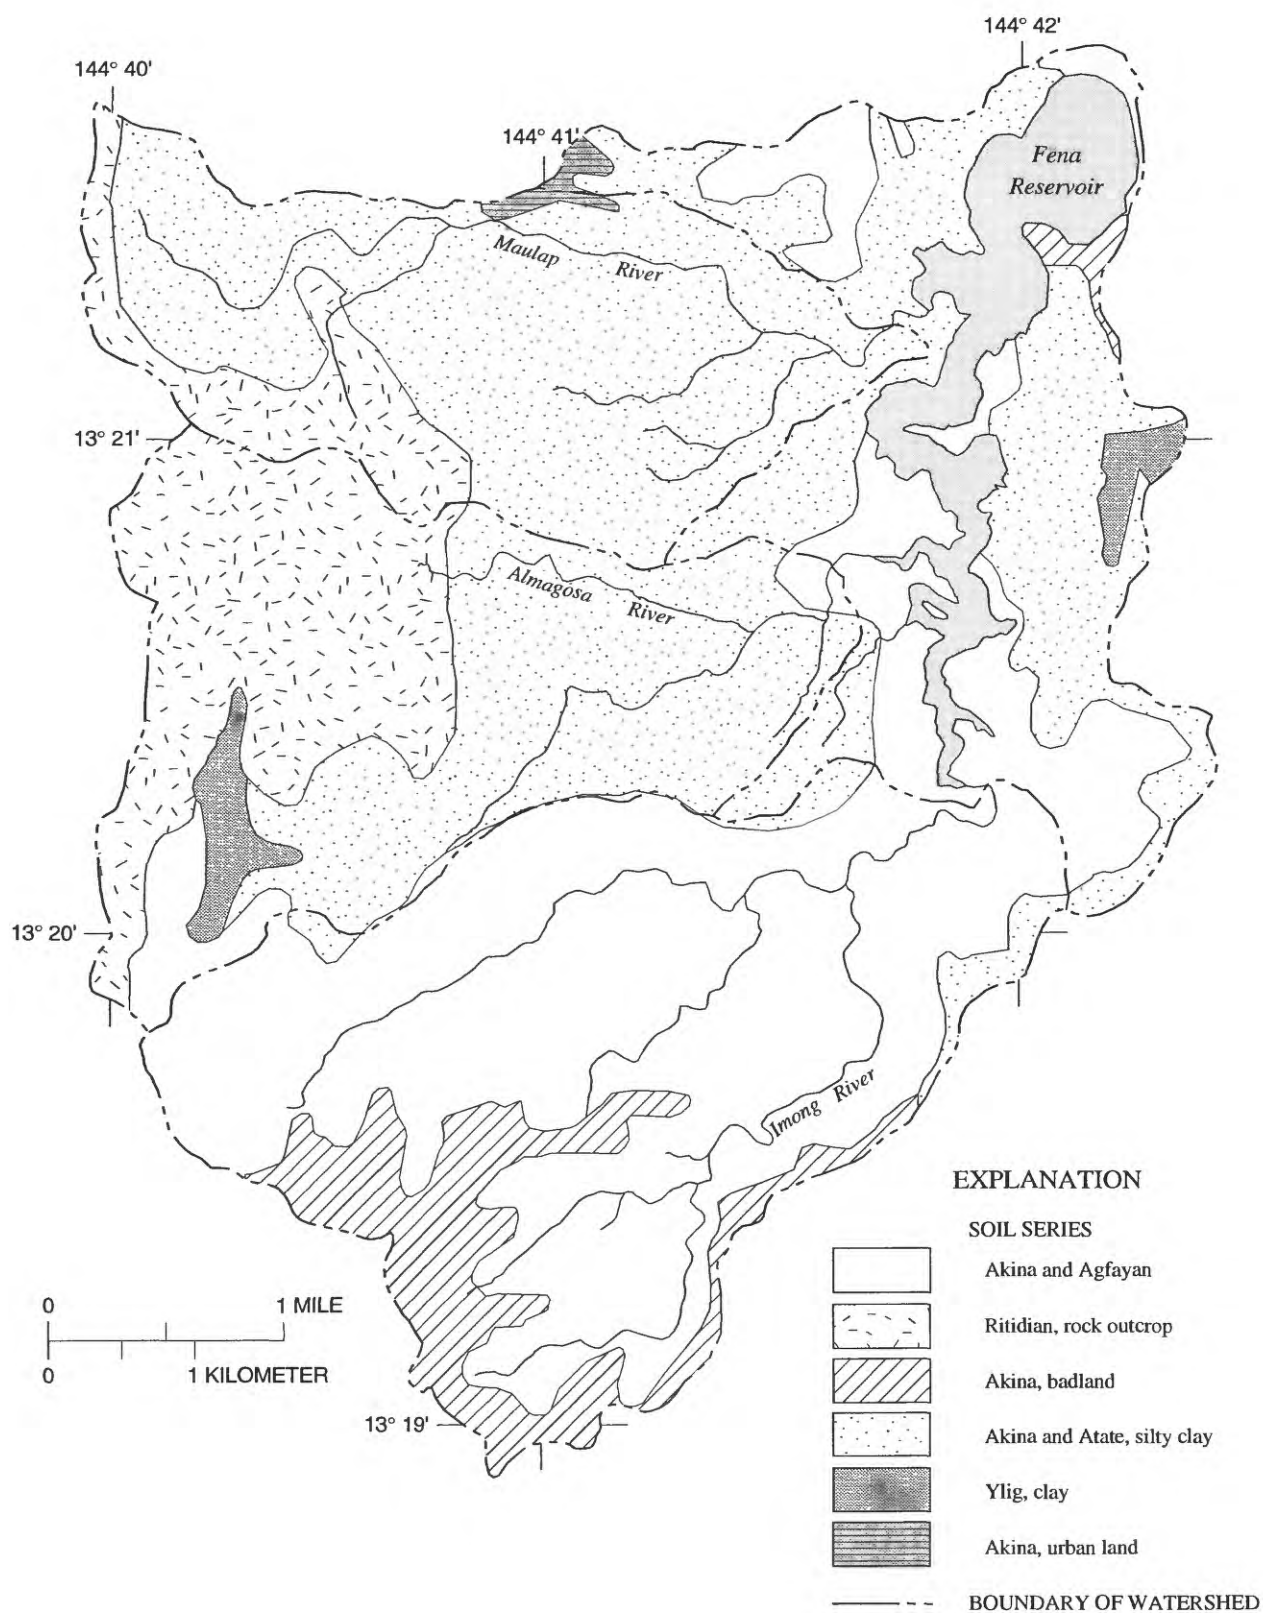 144° 42'
144° 40'
144° 41'
Fena
Reservoir
Maulap River
13° 21'
Almagosa River
13° 20'
Imong River
EXPLANATION
SOIL SERIES
Akina and Agfayan
Ritidian, rock outcrop
Akina, badland
Akina and Atate, silty clay
Ylig, clay
Akina, urban land
BOUNDARY OF WATERSHED
0 1 MILE
0 1 KILOMETER
13° 19'